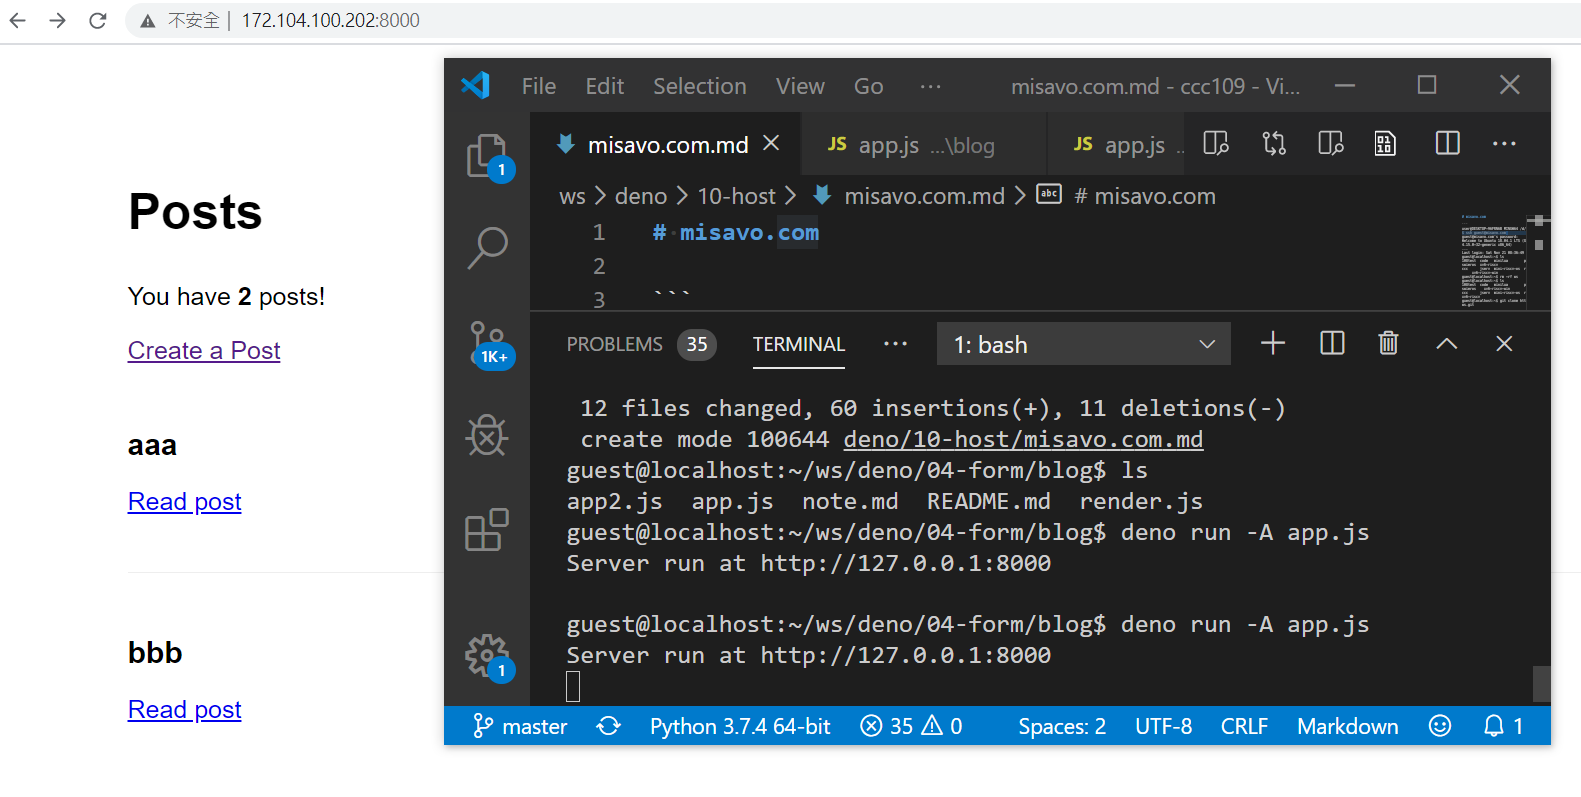 不安全 | 172.104.100.202:8000
Posts
You have 2 posts!
Create a Post
aaa
Read post
bbb
Read post
File Edit Selection View Go ··· misavo.com.md - ccc109 - Vi...
misavo.com.md JS app.js ...\blog JS app.js ..
ws > deno > 10-host > misavo.com.md > abc # misavo.com
1 # misavo.com
2
3 ```
1
1K+
1
PROBLEMS 35 TERMINAL ··· 1: bash
12 files changed, 60 insertions(+), 11 deletions(-)
create mode 100644 deno/10-host/misavo.com.md
guest@localhost:~/ws/deno/04-form/blog$ ls
app2.js app.js note.md README.md render.js
guest@localhost:~/ws/deno/04-form/blog$ deno run -A app.js
Server run at http://127.0.0.1:8000
guest@localhost:~/ws/deno/04-form/blog$ deno run -A app.js
Server run at http://127.0.0.1:8000
master Python 3.7.4 64-bit 35 0 Spaces: 2 UTF-8 CRLF Markdown 1